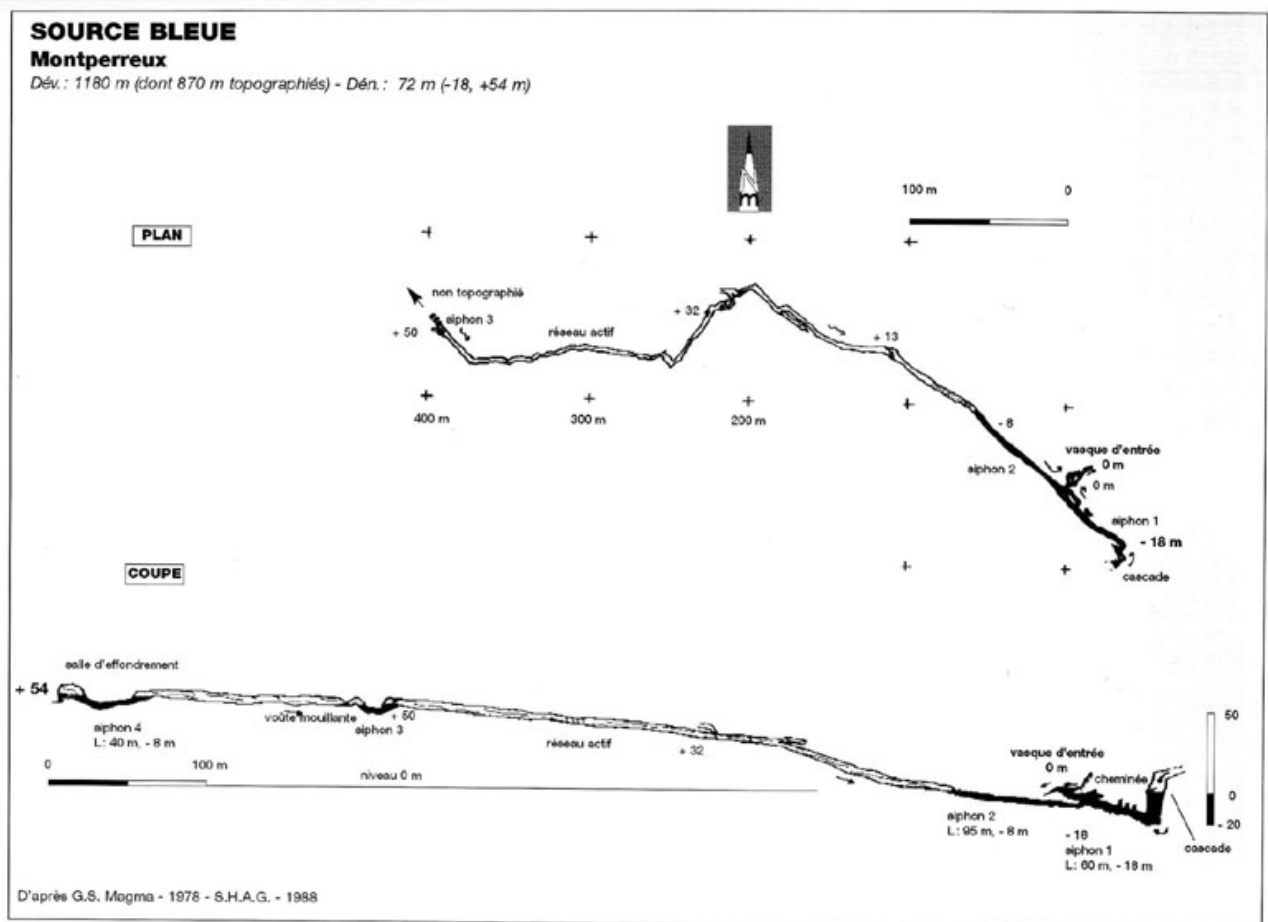 SOURCE BLEUE
Montperreux
Dév. : 1180 m (dont 870 m topographiés) - Dén. : 72 m (-18, +54 m)
100 m 0
PLAN
non topographié
siphon 3
+ 50
réseau actif
+ 32
+ 13
400 m 300 m 200 m
- 8
siphon 2
vasque d'entrée
0 m
0 m
siphon 1
- 18 m
cascade
COUPE
salle d'effondrement
+ 54
siphon 4
L : 40 m, - 8 m
voûte mouillante
+ 50
siphon 3
réseau actif
+ 32
0 100 m
niveau 0 m
vasque d'entrée
0 m
cheminée
50
0
- 20
siphon 2
L : 95 m, - 8 m
- 18
siphon 1
L : 60 m, - 18 m
cascade
D'après G.S. Magma - 1978 - S.H.A.G. - 1988